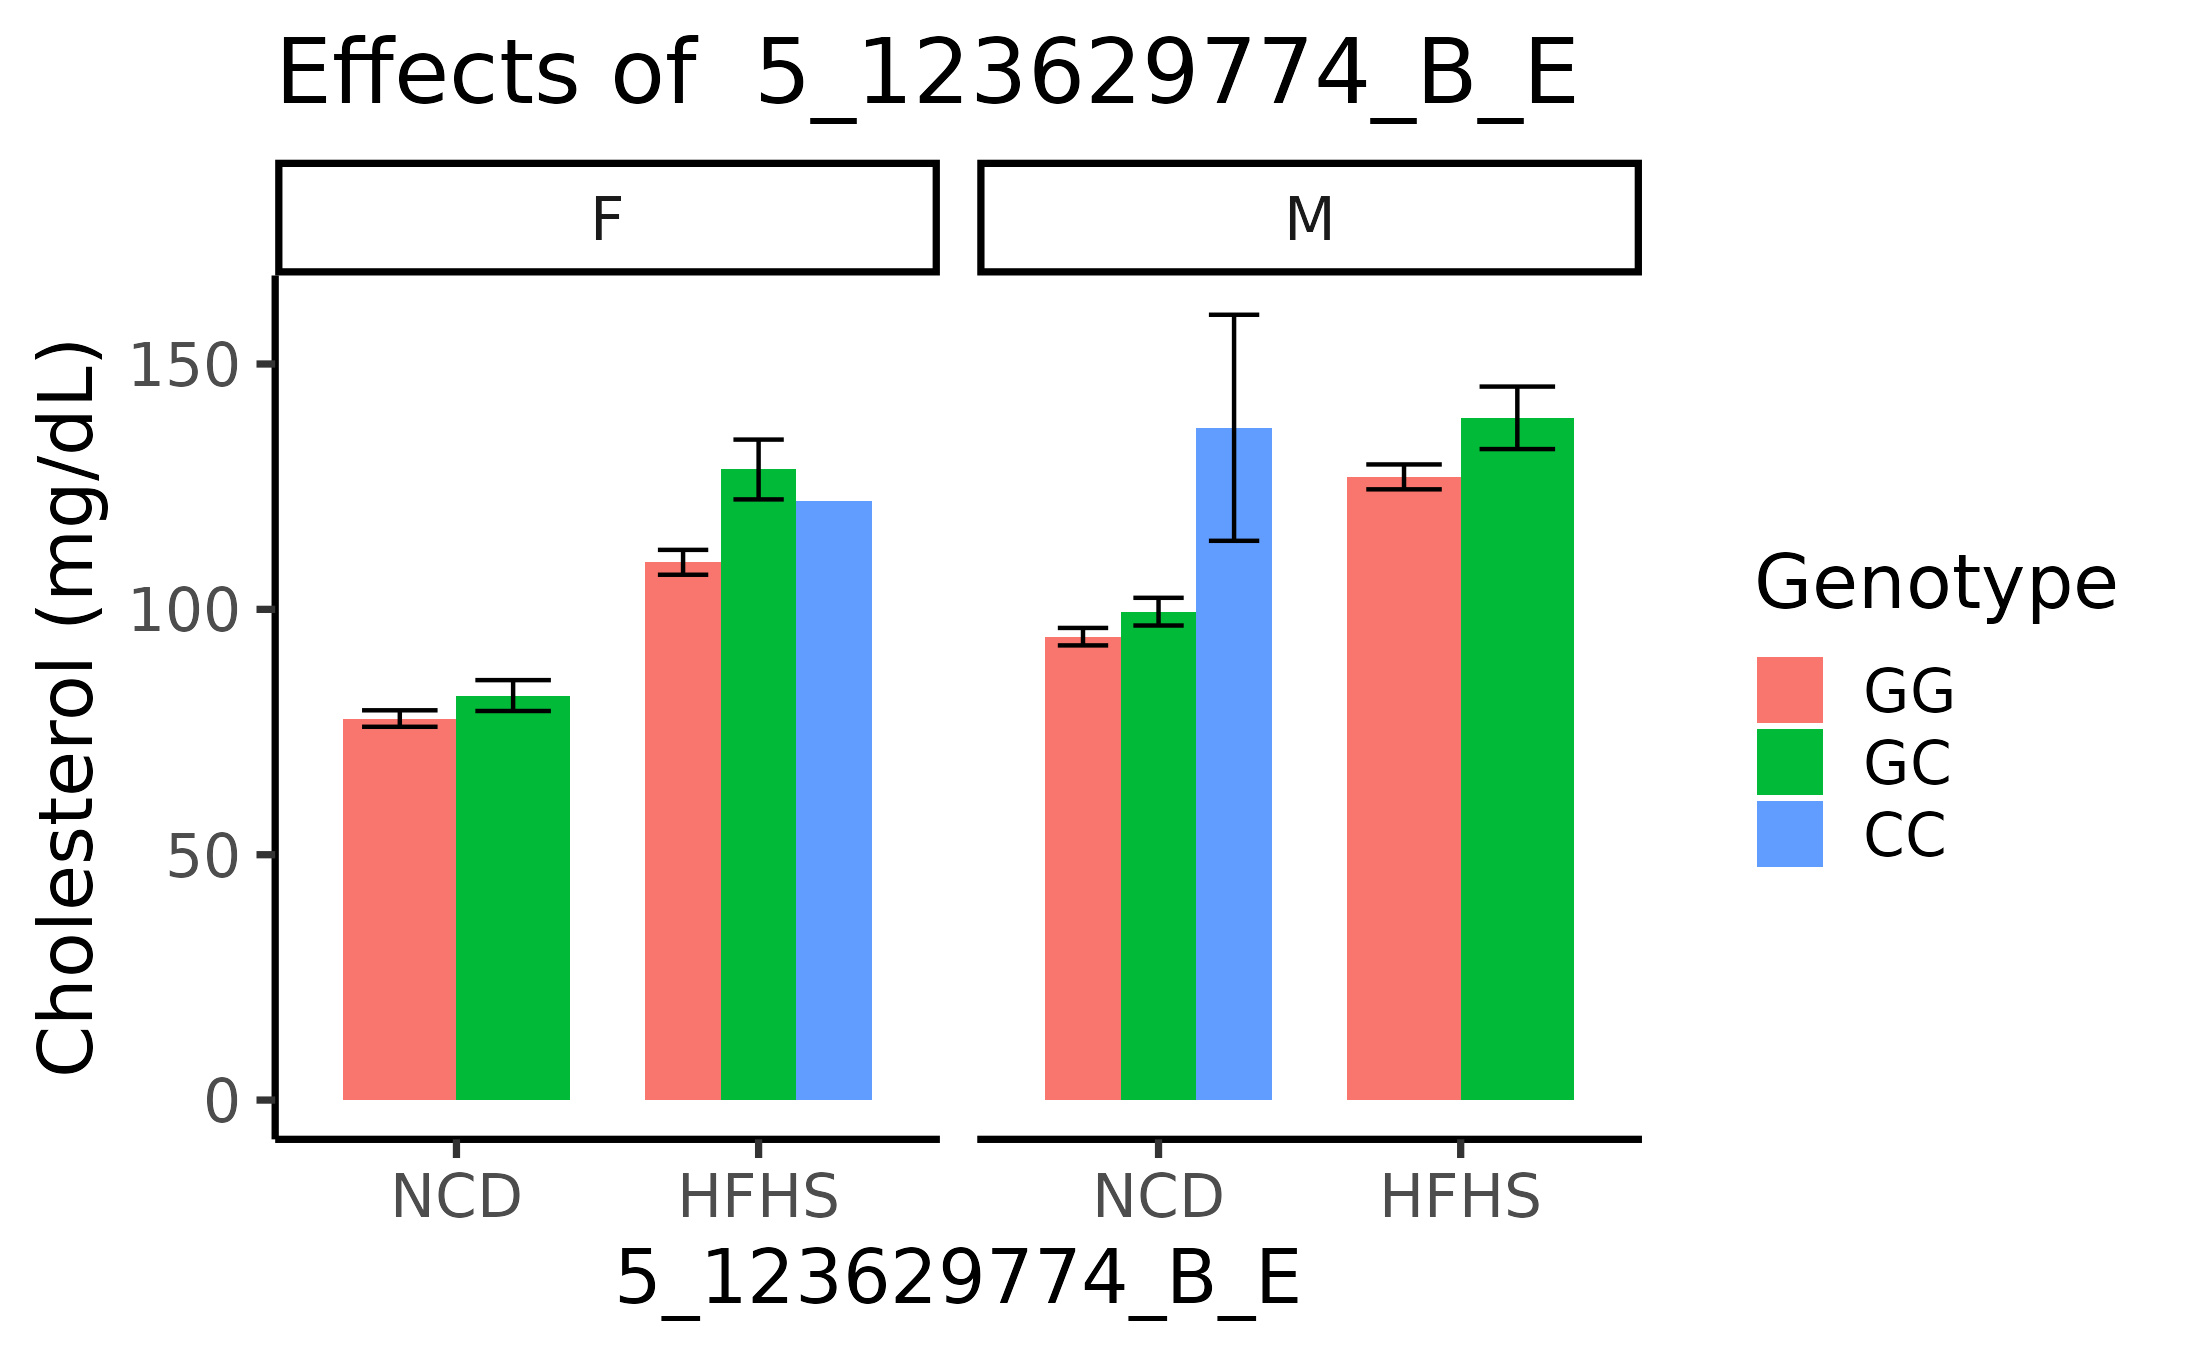 Effects of  5_123629774_B_E
F
M
Cholesterol (mg/dL)
150
100
50
0
NCD
HFHS
NCD
HFHS
5_123629774_B_E
Genotype
GG
GC
CC